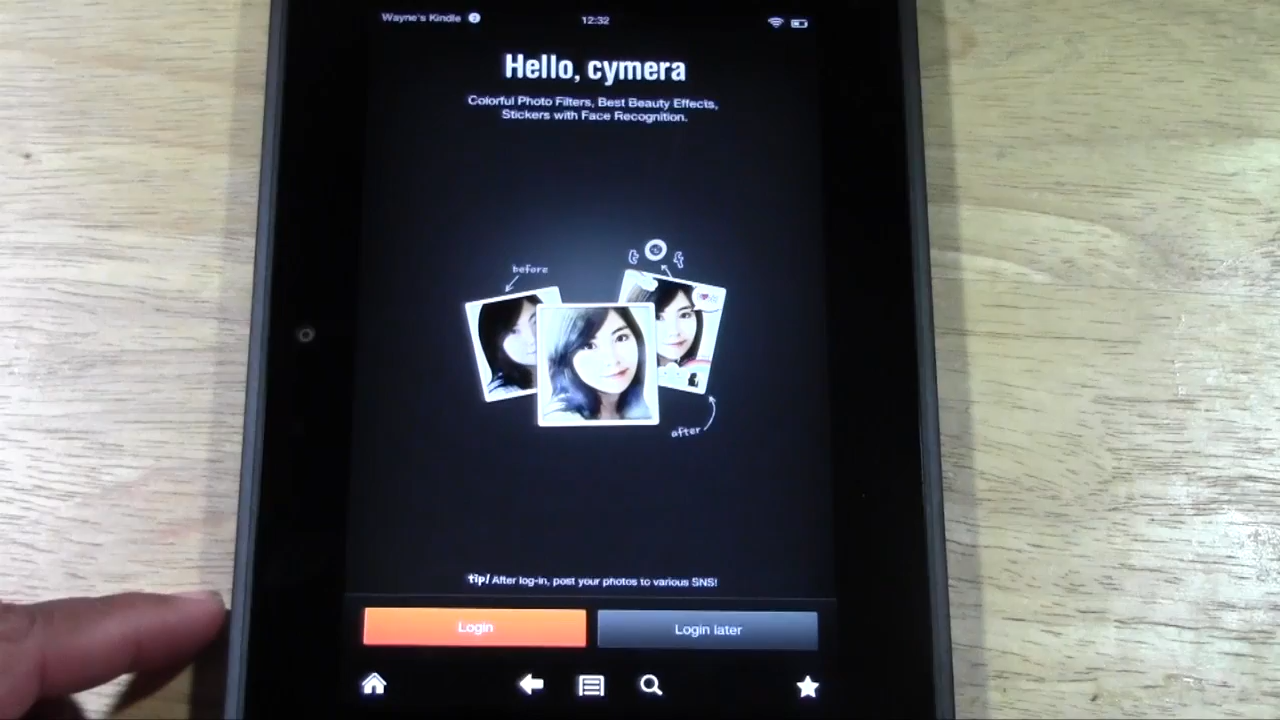 Wayne's Kindle 2 12:32
Hello, cymera
Colorful Photo Filters, Best Beauty Effects,
Stickers with Face Recognition.
t f
before
after
tip! After log-in, post your photos to various SNS!
Login Login later